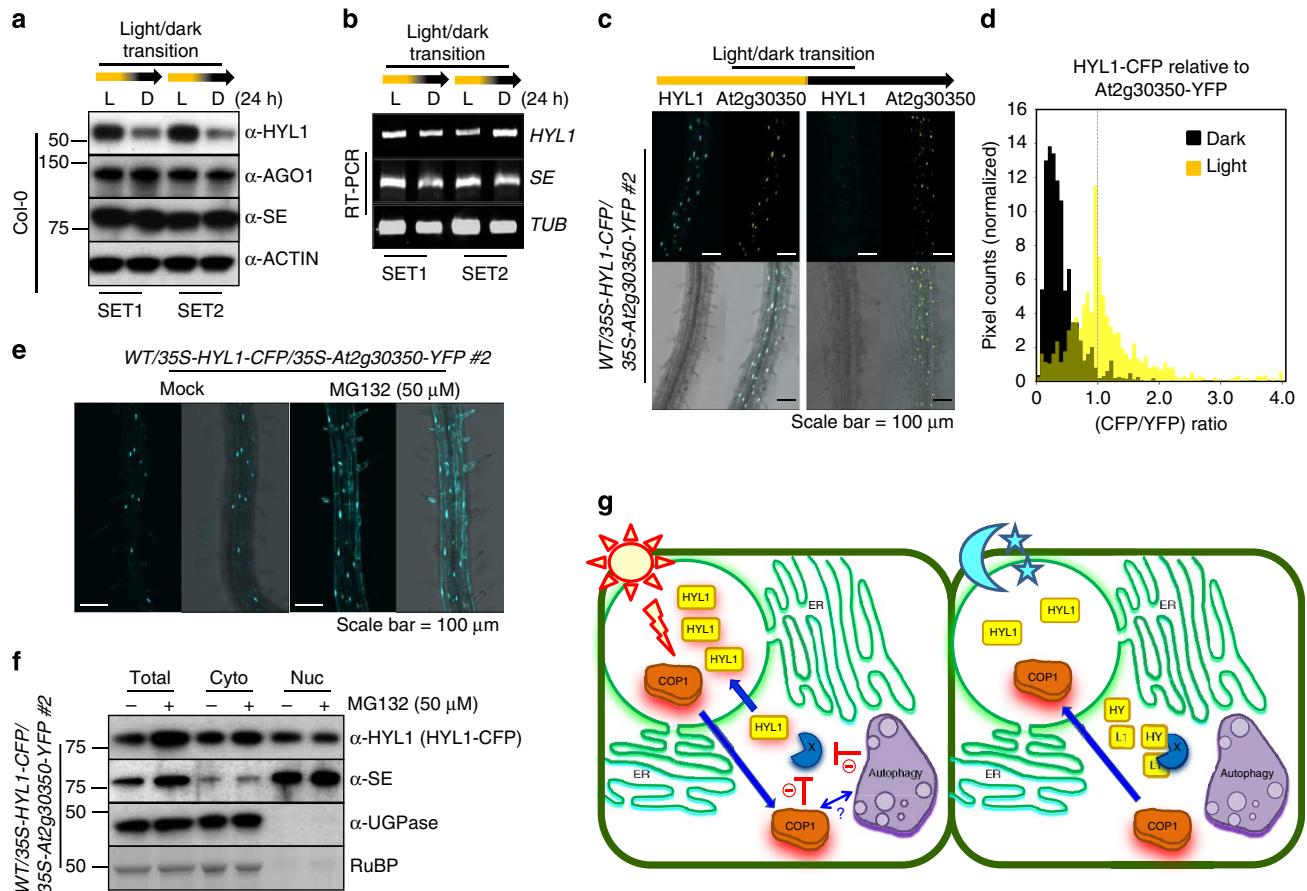 a
Light/dark
transition
L D L D (24 h)
Col-0
50
150
75
α-HYL1
α-AGO1
α-SE
α-ACTIN
SET1 SET2
b
Light/dark
transition
L D L D (24 h)
RT-PCR
HYL1
SE
TUB
SET1 SET2
c
Light/dark transition
HYL1 At2g30350 HYL1 At2g30350
WT/35S-HYL1-CFP/
35S-At2g30350-YFP #2
Scale bar = 100 μm
d
HYL1-CFP relative to
At2g30350-YFP
Pixel counts (normalized)
16
14
12
10
8
6
4
2
0
Dark
Light
0 1.0 2.0 3.0 4.0
(CFP/YFP) ratio
e
WT/35S-HYL1-CFP/35S-At2g30350-YFP #2
Mock MG132 (50 μM)
Scale bar = 100 μm
f
Total Cyto Nuc
– + – + – + MG132 (50 μM)
WT/35S-HYL1-CFP/
35S-At2g30350-YFP #2
75
75
50
50
α-HYL1 (HYL1-CFP)
α-SE
α-UGPase
RuBP
g
HYL1
HYL1
HYL1
COP1
HYL1
X
ER
ER
Autophagy
COP1
?
HYL1
HYL1
COP1
ER
ER
HY
L1
HY
L1
X
Autophagy
COP1